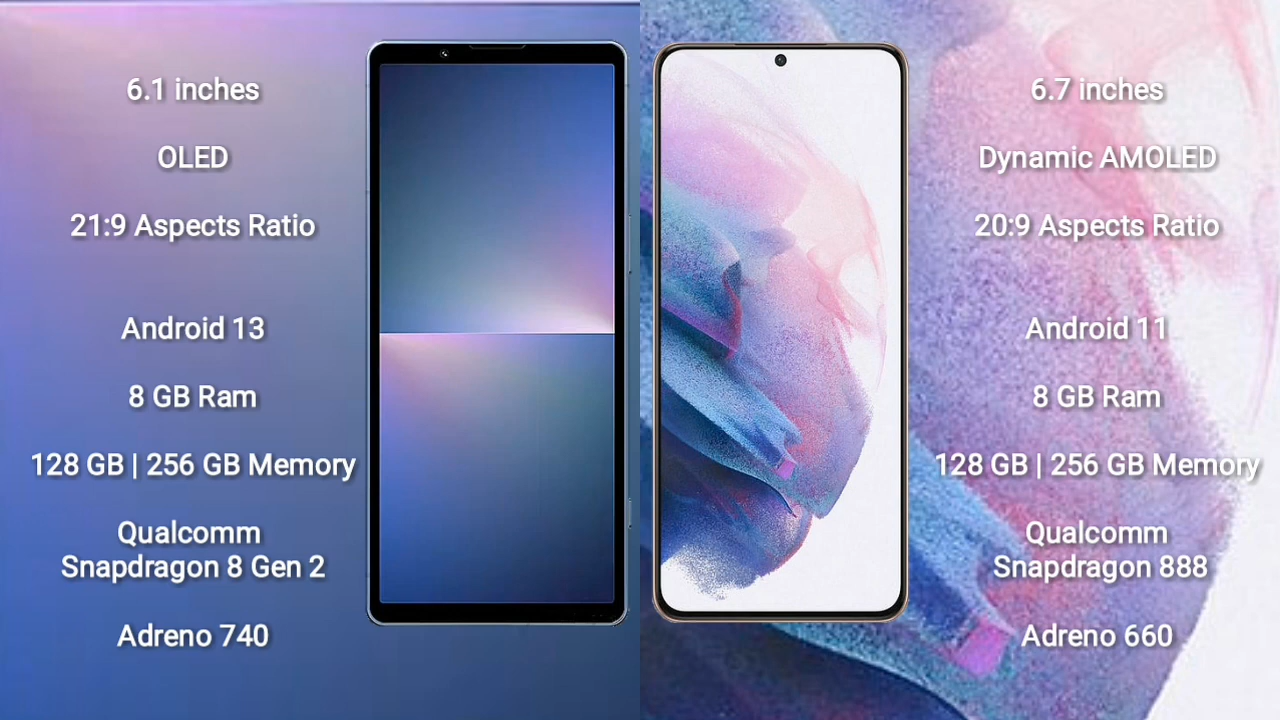 6.1 inches
OLED
21:9 Aspects Ratio
Android 13
8 GB Ram
128 GB | 256 GB Memory
Qualcomm
Snapdragon 8 Gen 2
Adreno 740
6.7 inches
Dynamic AMOLED
20:9 Aspects Ratio
Android 11
8 GB Ram
128 GB | 256 GB Memory
Qualcomm
Snapdragon 888
Adreno 660